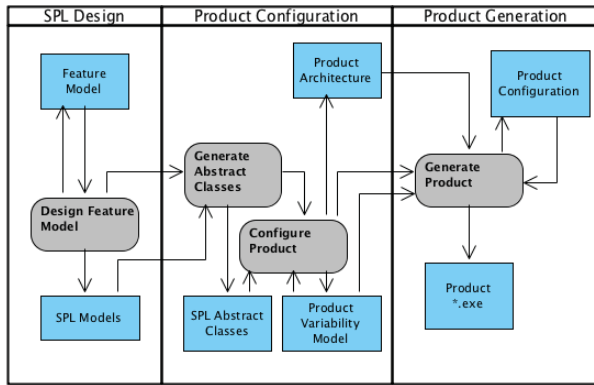 SPL Design
Product Configuration
Product Generation
Feature
Model
Product
Architecture
Product
Configuration
Generate
Abstract
Classes
Generate
Product
Design Feature
Model
Configure
Product
SPL Models
SPL Abstract
Classes
Product
Variability
Model
Product
*.exe